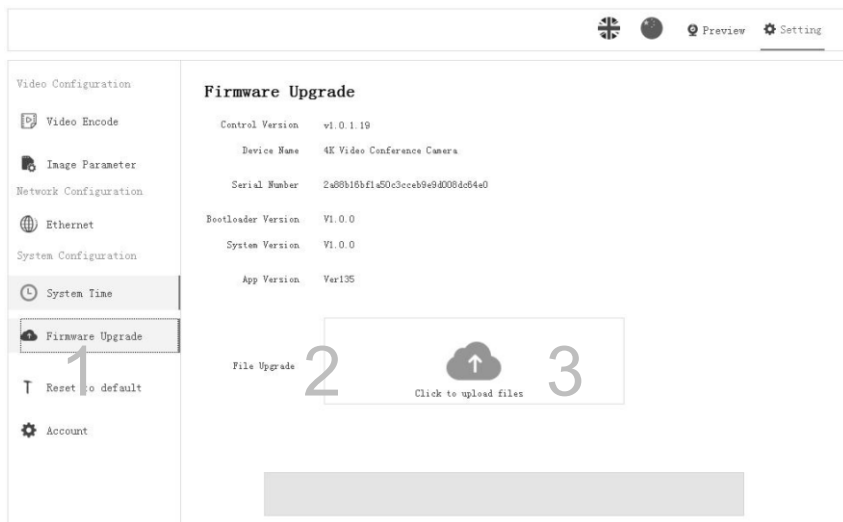 Preview Setting
Video Configuration
Video Encode
Image Parameter
Network Configuration
Ethernet
System Configuration
System Time
Firmware Upgrade
Reset to default
Account
Firmware Upgrade
Control Version v1.0.1.19
Device Name 4K Video Conference Camera
Serial Number 2a88b16bf1a50c3cceb9e9d008dc64e0
Bootloader Version V1.0.0
System Version V1.0.0
App Version Ver135
File Upgrade
Click to upload files
1 2 3